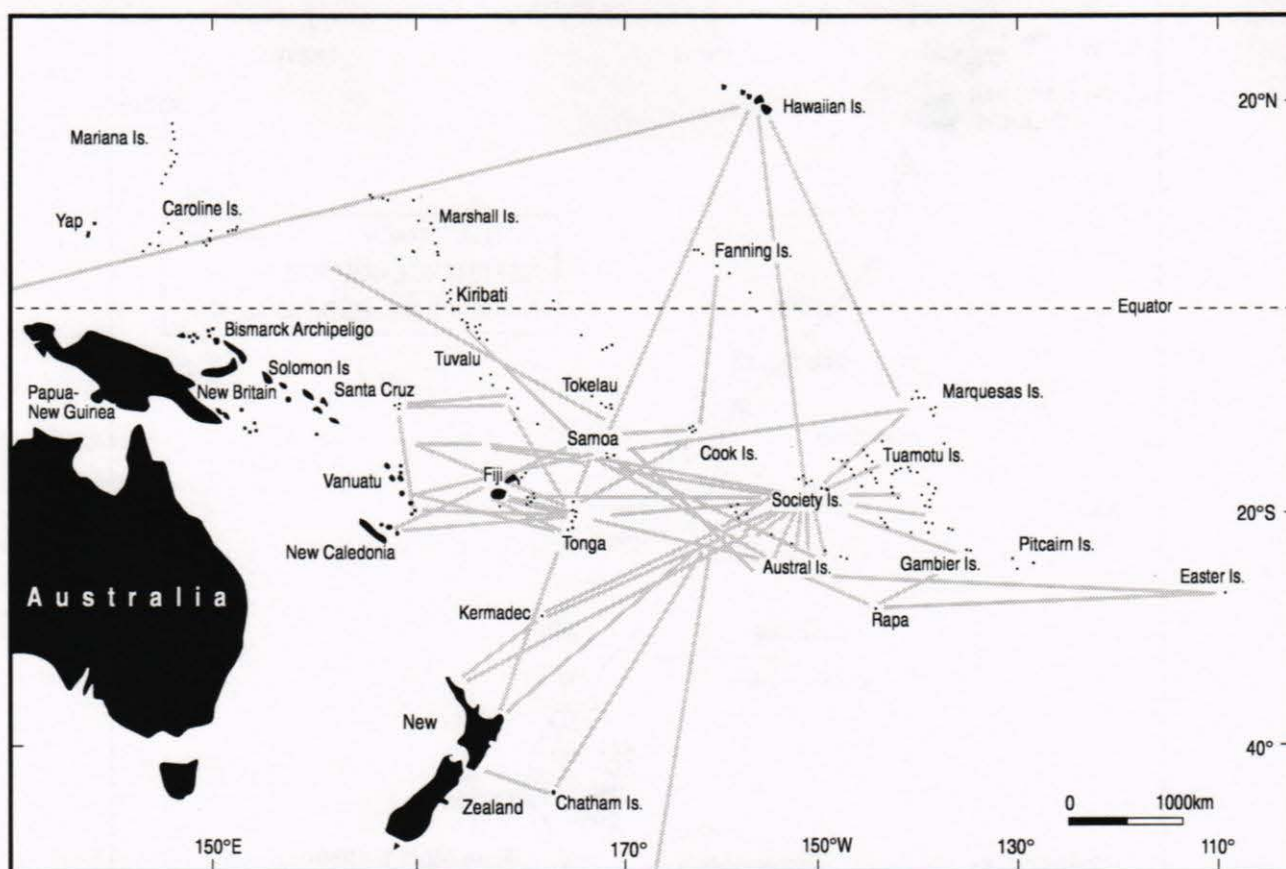 Hawaiian Is.
20°N
Mariana Is.
Caroline Is.
Yap
Marshall Is.
Fanning Is.
Kiribati
Equator
Bismarck Archipeligo
Solomon Is
Tuvalu
Santa Cruz
Tokelau
Papua-
New Guinea
New Britain
Marquesas Is.
Samoa
Cook Is.
Tuamotu Is.
Vanuatu
Fiji
Society Is.
20°S
New Caledonia
Tonga
Austral Is.
Gambier Is.
Pitcairn Is.
Easter Is.
Australia
Kermadec
Rapa
New
Zealand
40°
Chatham Is.
0 1000km
150°E
170°
150°W
130°
110°